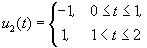 u₂(t) = { −1, 0 ≤ t ≤ 1,
1, 1 < t ≤ 2